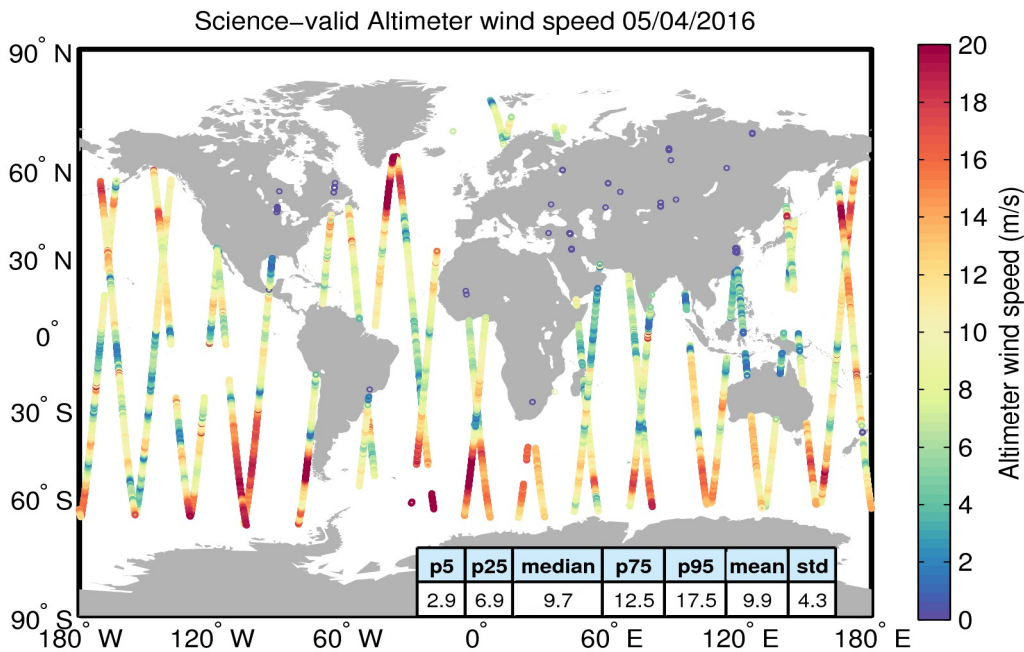 Science−valid Altimeter wind speed 05/04/2016
90° N
60° N
30° N
0°
30° S
60° S
90° S
180° W
120° W
60° W
0°
60° E
120° E
180° E
p5 p25 median p75 p95 mean std
2.9 6.9 9.7 12.5 17.5 9.9 4.3
20
18
16
14
12
10
8
6
4
2
0
Altimeter wind speed (m/s)